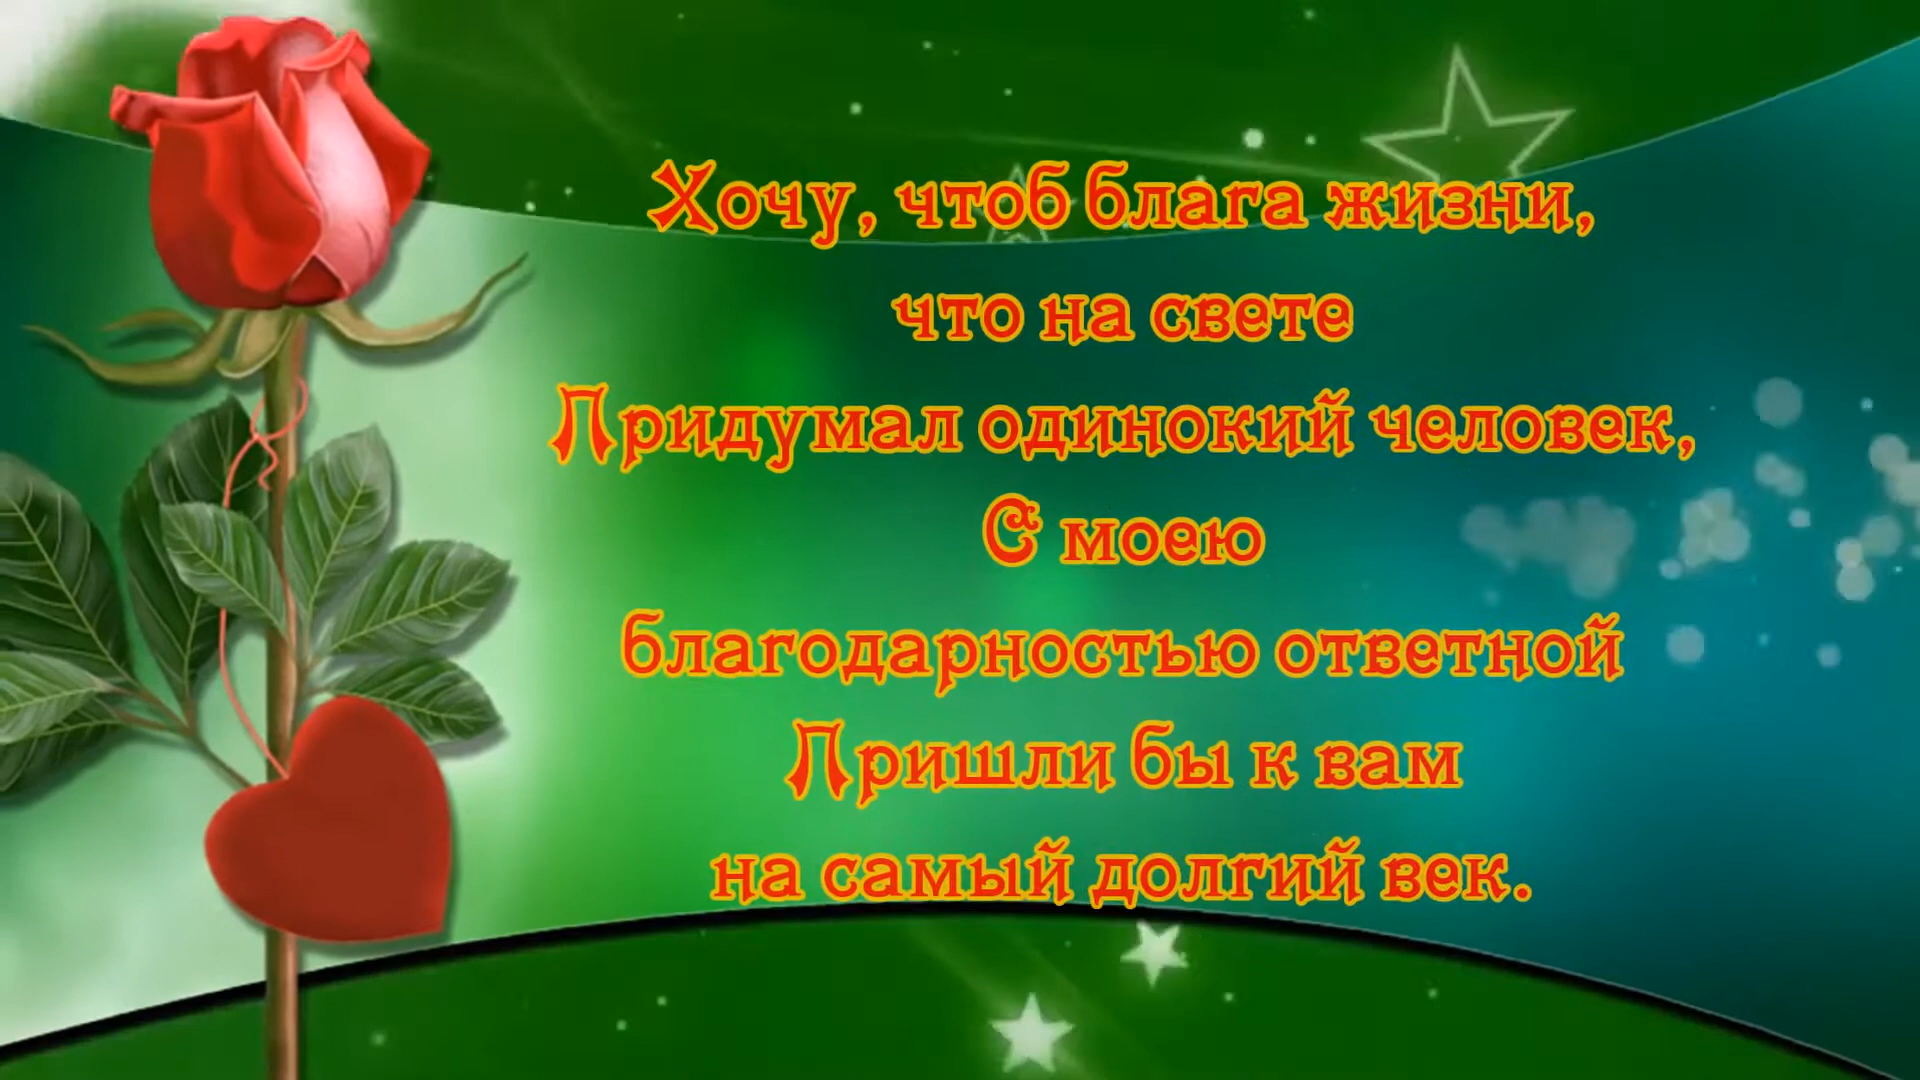 Хочу, чтоб блага жизни,
что на свете
Придумал одинокий человек,
С моею
благодарностью ответной
Пришли бы к вам
на самый долгий век.